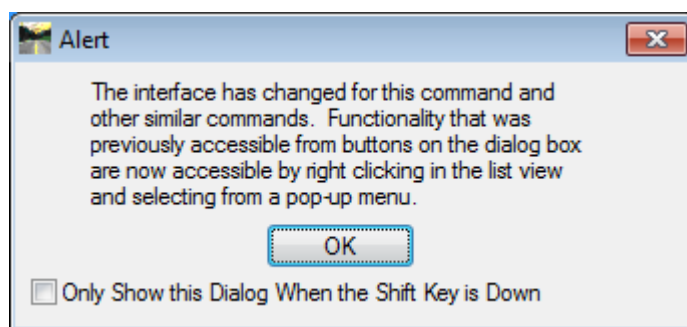 Alert
The interface has changed for this command and
other similar commands. Functionality that was
previously accessible from buttons on the dialog box
are now accessible by right clicking in the list view
and selecting from a pop-up menu.
OK
Only Show this Dialog When the Shift Key is Down